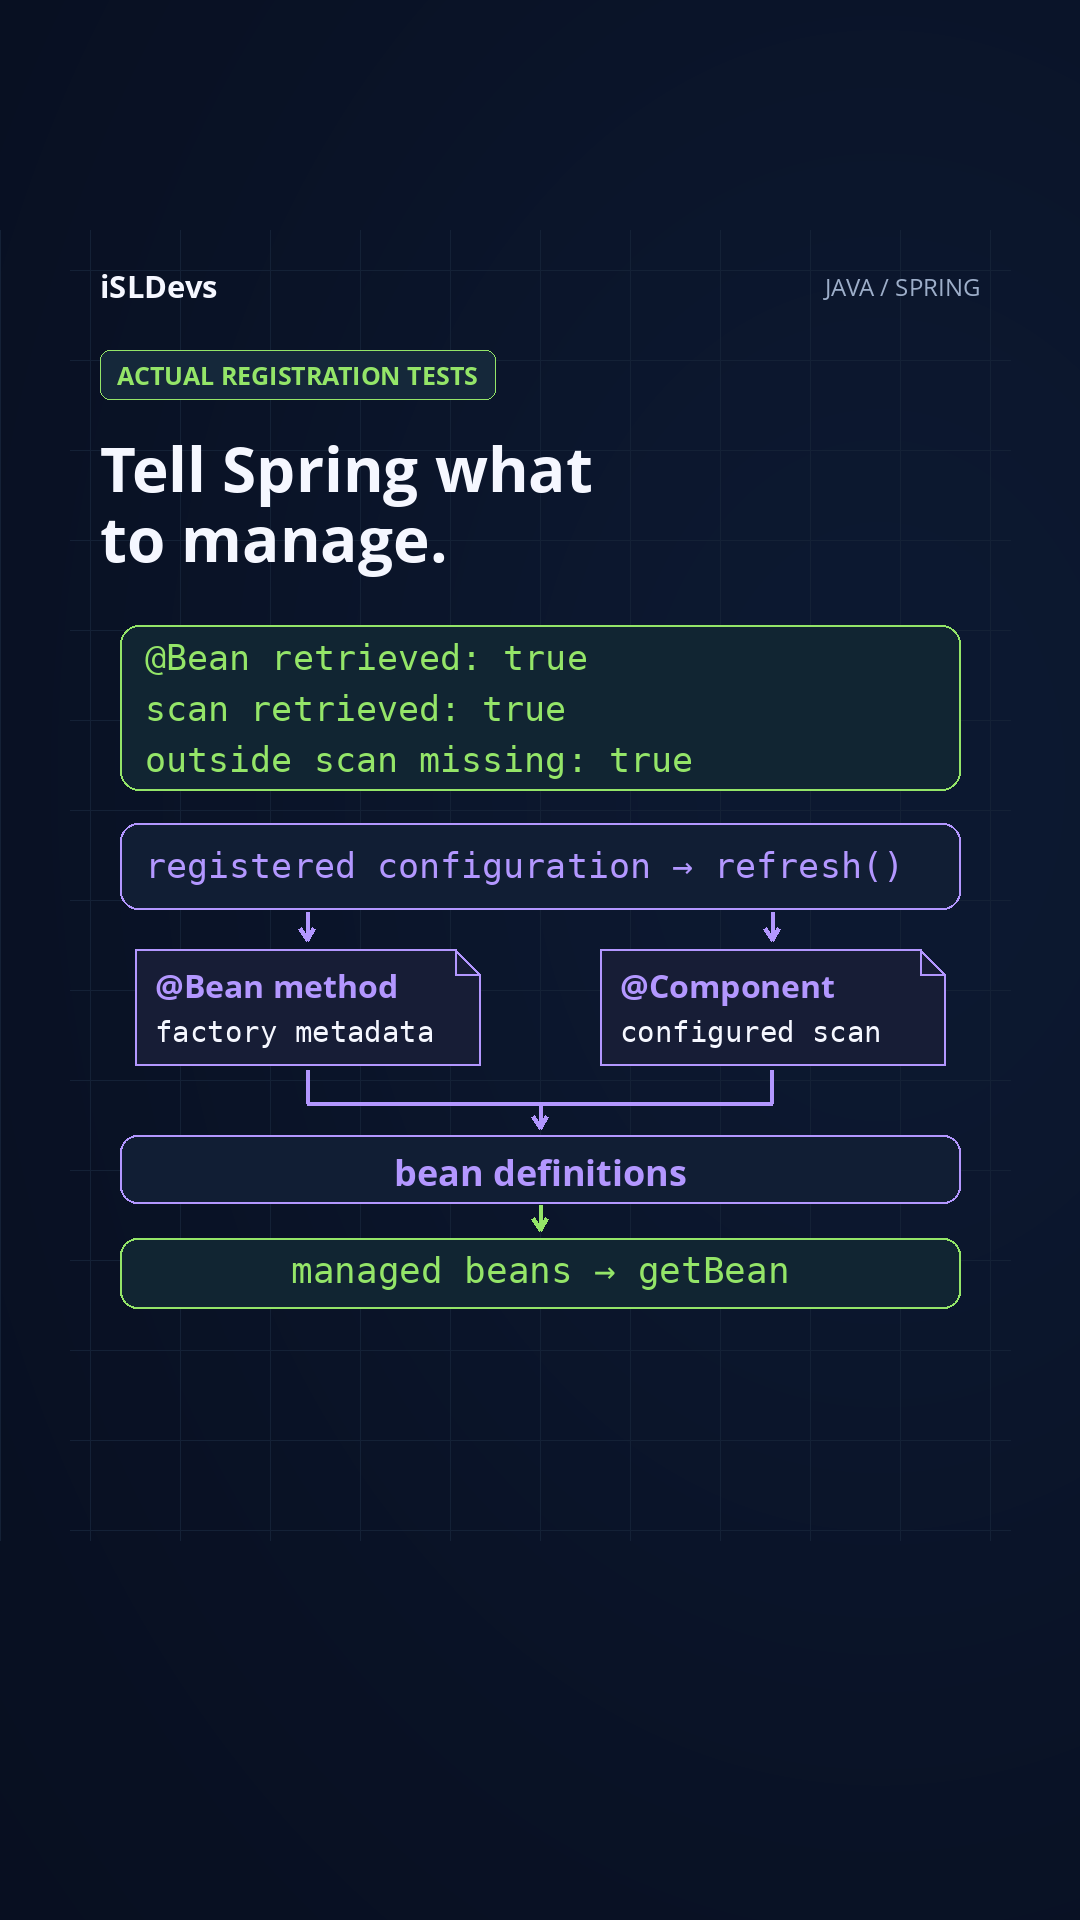 iSLDevs
JAVA / SPRING
ACTUAL REGISTRATION TESTS
Tell Spring what
to manage.
@Bean retrieved: true
scan retrieved: true
outside scan missing: true
registered configuration → refresh()
@Bean method
factory metadata
@Component
configured scan
bean definitions
managed beans → getBean